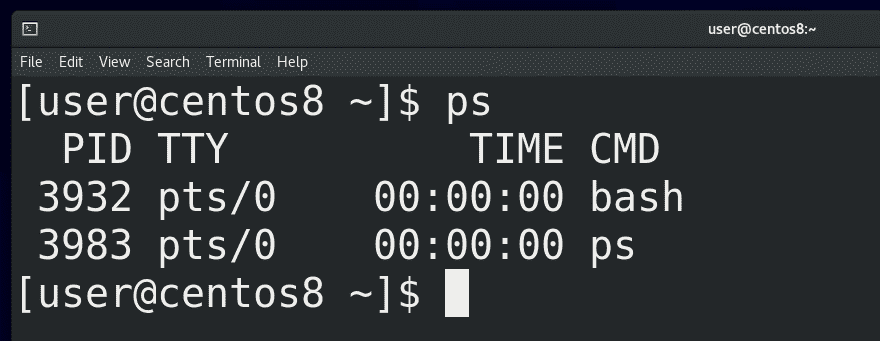 user@centos8:~
File Edit View Search Terminal Help
[user@centos8 ~]$ ps
  PID TTY          TIME CMD
 3932 pts/0    00:00:00 bash
 3983 pts/0    00:00:00 ps
[user@centos8 ~]$